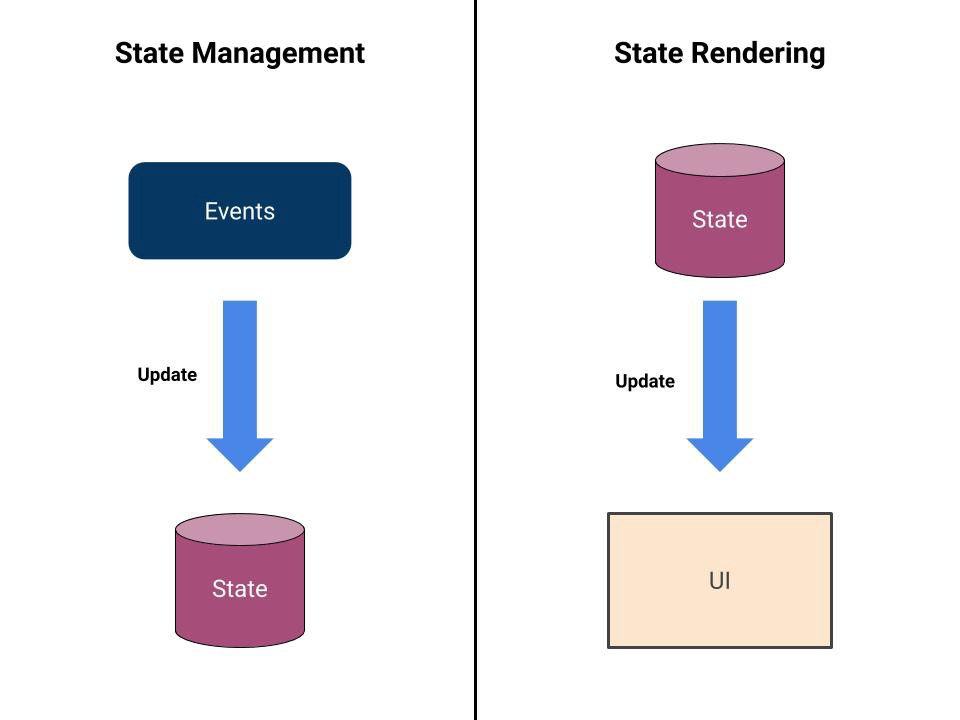 State Management
Events
Update
State
State Rendering
State
Update
UI